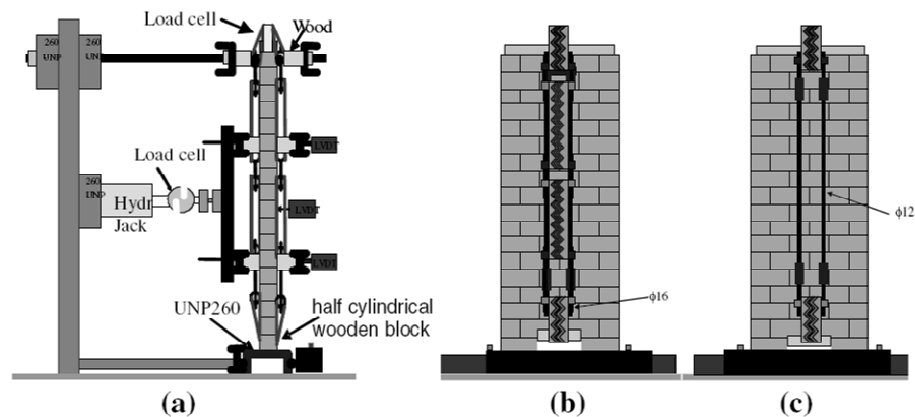 Load cell
Wood
260
UNP
260
UNI
Load cell
LVDT
260
UNP
Hydr
Jack
LVDT
ϕ12
LVDT
UNP260
half cylindrical
wooden block
ϕ16
(a)
(b)
(c)